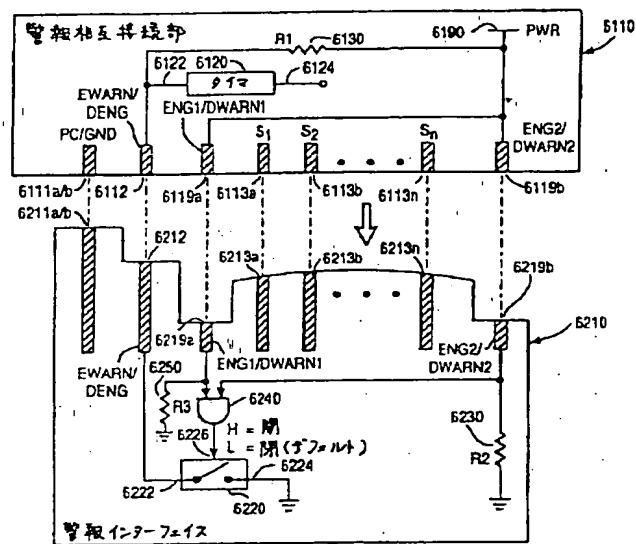 警報相互接続部
6190
PWR
6110
R1
6130
6122
6120
6124
タイマ
EWARN/
DENG
ENG1/DWARN1
PC/GND
S1
S2
Sn
ENG2/
DWARN2
6111a/b
6112
6119a
6113a
6113b
6113n
6119b
6211a/b
6212
6213a
6213b
6213n
6219b
6219a
6210
EWARN/
DENG
ENG1/DWARN1
ENG2/
DWARN2
6250
R3
6240
6226
H = 開
L = 閉(デフォルト)
6230
R2
6222
6224
6220
警報インターフェイス